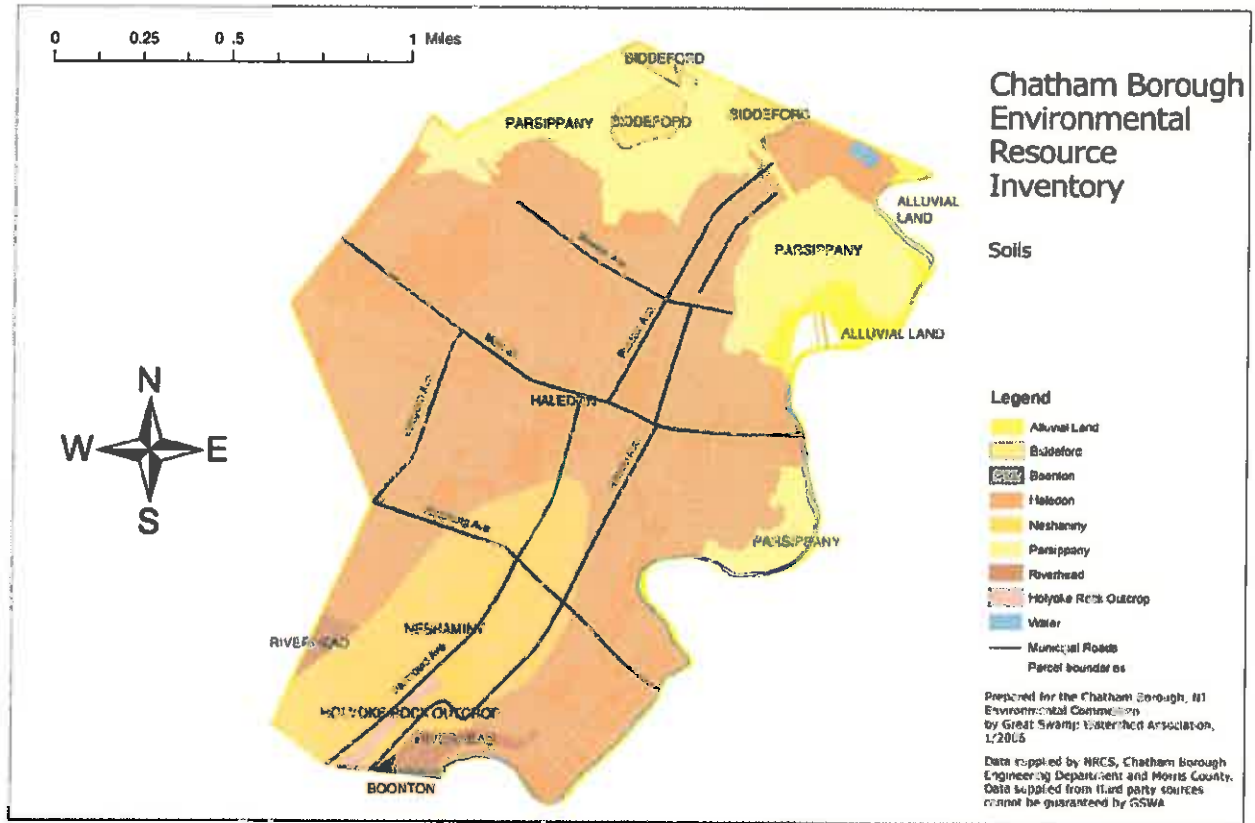 0 0.25 0.5 1 Miles
Chatham Borough
Environmental
Resource
Inventory
Soils
BIDDEFORD
PARSIPPANY
BIDDEFORD
BIDDEFORD
ALLUVIAL
LAND
PARSIPPANY
ALLUVIAL LAND
HALEDON
PARSIPPANY
NESHAMINY
RIVERHEAD
HOLYOKE ROCK OUTCROP
RIVERHEAD
BOONTON
N
W E
S
Legend
Alluvial Land
Biddeford
Boonton
Haledon
Neshaminy
Parsippany
Riverhead
Holyoke Rock Outcrop
Water
Municipal Roads
Parcel boundaries
Prepared for the Chatham Borough, NJ
Environmental Commission
by Great Swamp Watershed Association,
1/2006
Data supplied by NRCS, Chatham Borough
Engineering Department and Morris County.
Data supplied from third party sources
cannot be guaranteed by GSWA